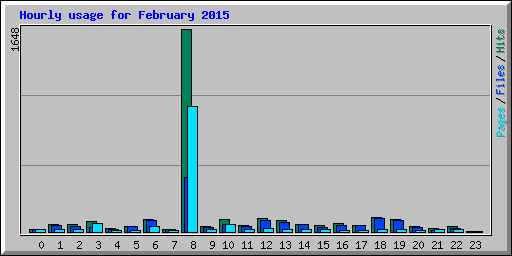 Hourly usage for February 2015
1648
Pages/Files/Hits
0 1 2 3 4 5 6 7 8 9 10 11 12 13 14 15 16 17 18 19 20 21 22 23